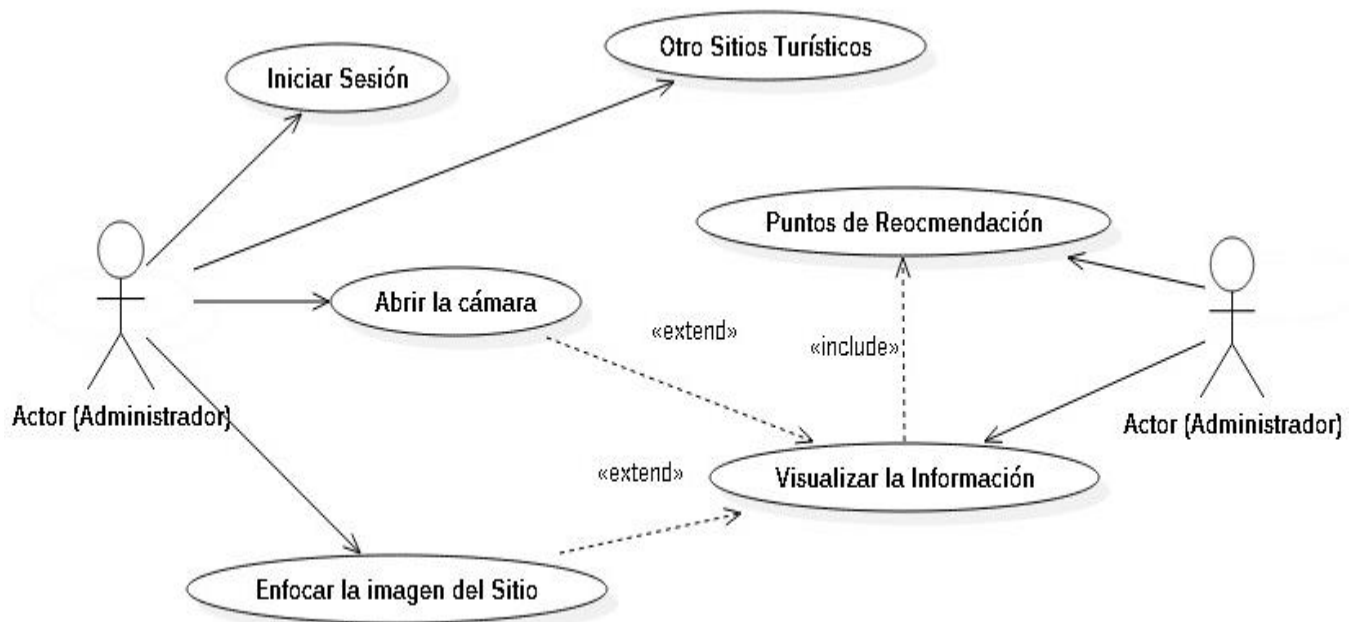 Otro Sitios Turísticos
Iniciar Sesión
Puntos de Reocmendación
Abrir la cámara
«extend»
«include»
Actor (Administrador)
Actor (Administrador)
«extend»
Visualizar la Información
Enfocar la imagen del Sitio